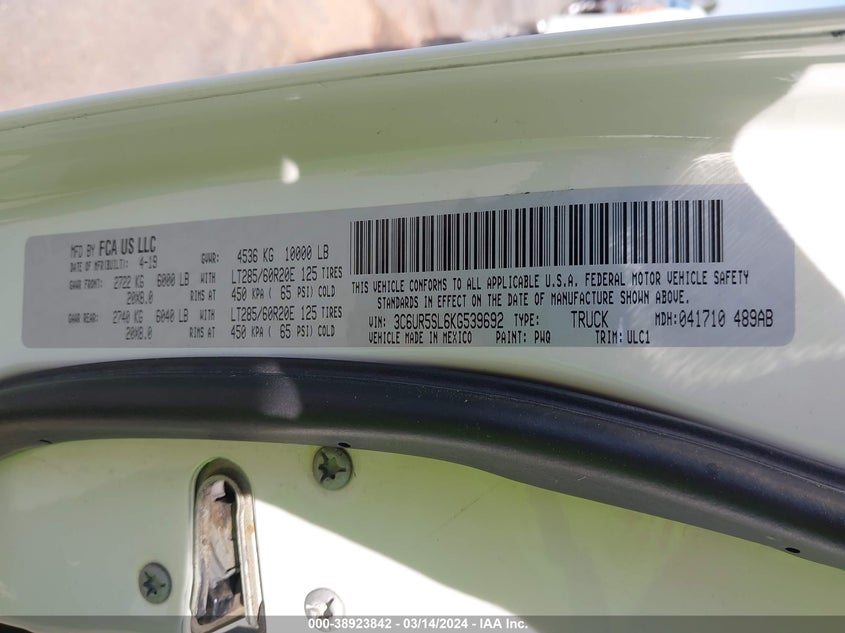 MFD BY FCA US LLC
DATE OF MFR(BUILT): 4-19 GVWR: 4536 KG 10000 LB
GAWR FRONT: 2722 KG 6000 LB WITH LT285/60R20E 125 TIRES
20X8.0 RIMS AT 450 KPA ( 65 PSI) COLD
GAWR REAR: 2740 KG 6040 LB WITH LT285/60R20E 125 TIRES
20X8.0 RIMS AT 450 KPA ( 65 PSI) COLD
THIS VEHICLE CONFORMS TO ALL APPLICABLE U.S.A. FEDERAL MOTOR VEHICLE SAFETY
STANDARDS IN EFFECT ON THE DATE OF MANUFACTURE SHOWN ABOVE.
VIN: 3C6UR5SL6KG539692 TYPE: TRUCK MDH:041710 489AB
VEHICLE MADE IN MEXICO PAINT: PWQ TRIM: ULC1
000-38923842 / 03/14/2024 - IAA Inc.